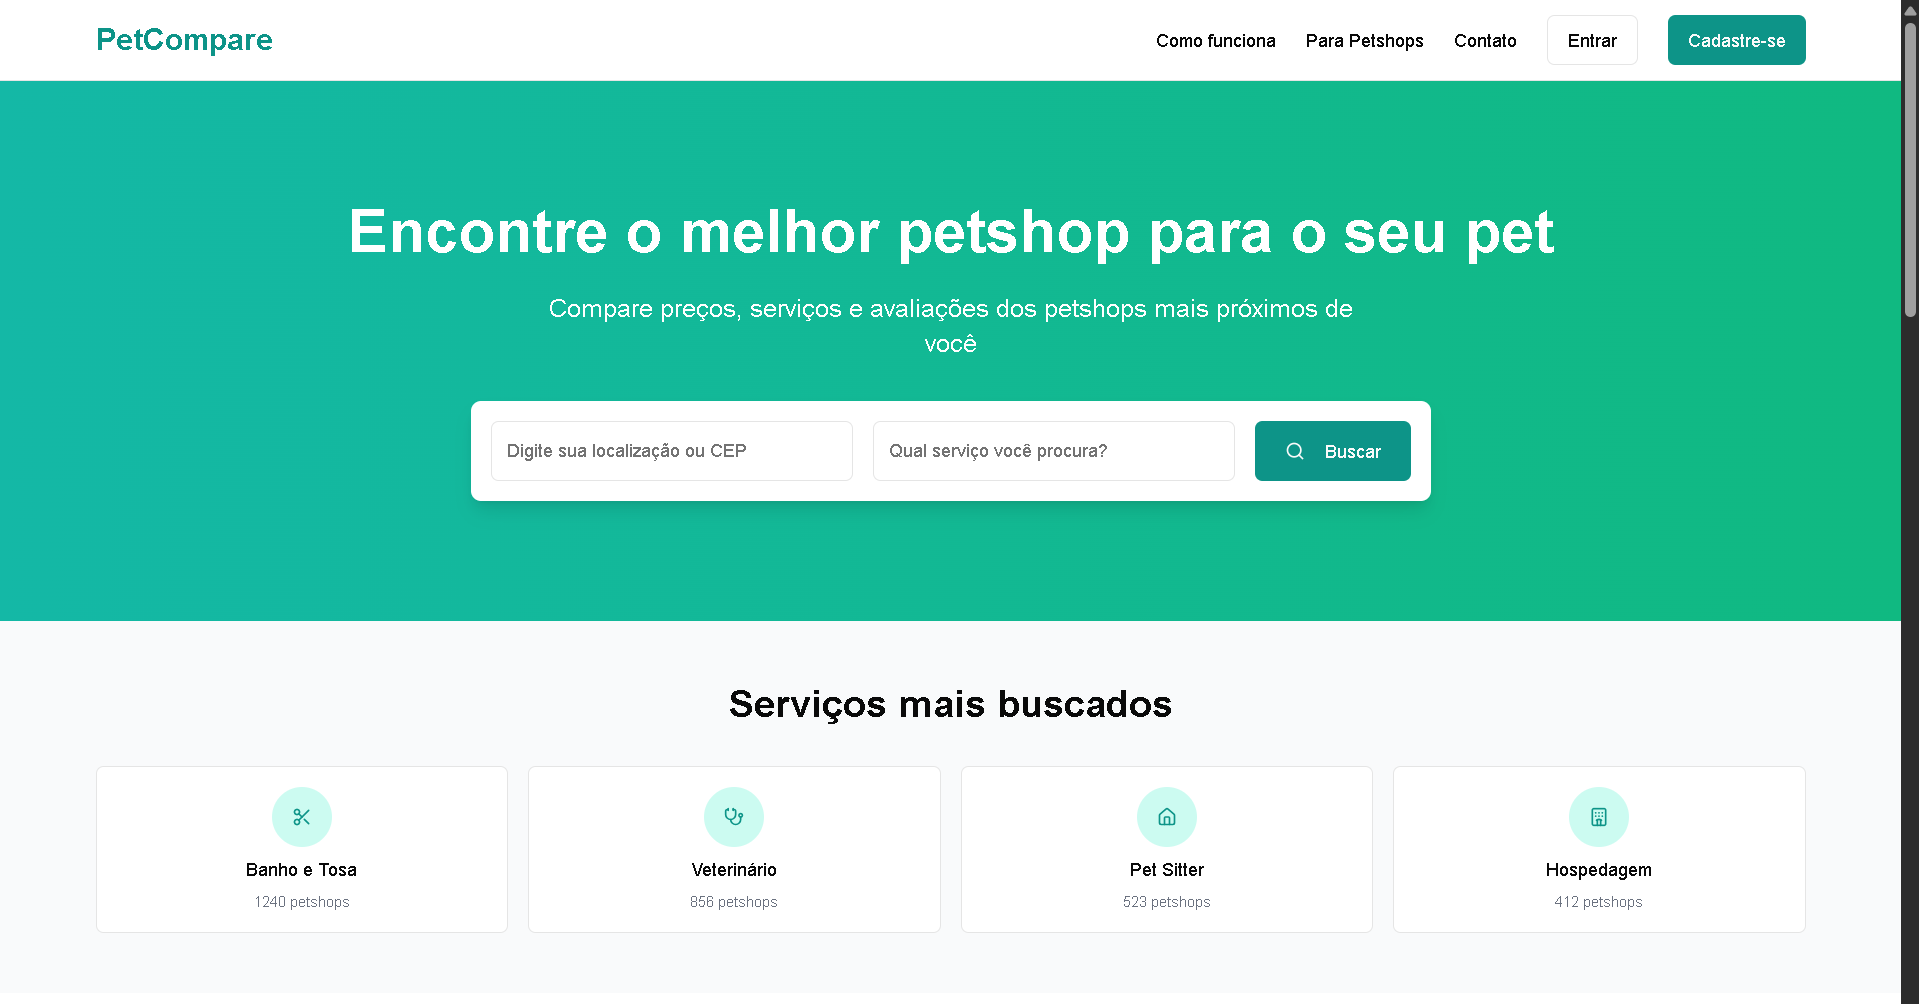 PetCompare
Como funciona
Para Petshops
Contato
Entrar
Cadastre-se
Encontre o melhor petshop para o seu pet
Compare preços, serviços e avaliações dos petshops mais próximos de
você
Digite sua localização ou CEP
Qual serviço você procura?
Buscar
Serviços mais buscados
Banho e Tosa
1240 petshops
Veterinário
856 petshops
Pet Sitter
523 petshops
Hospedagem
412 petshops